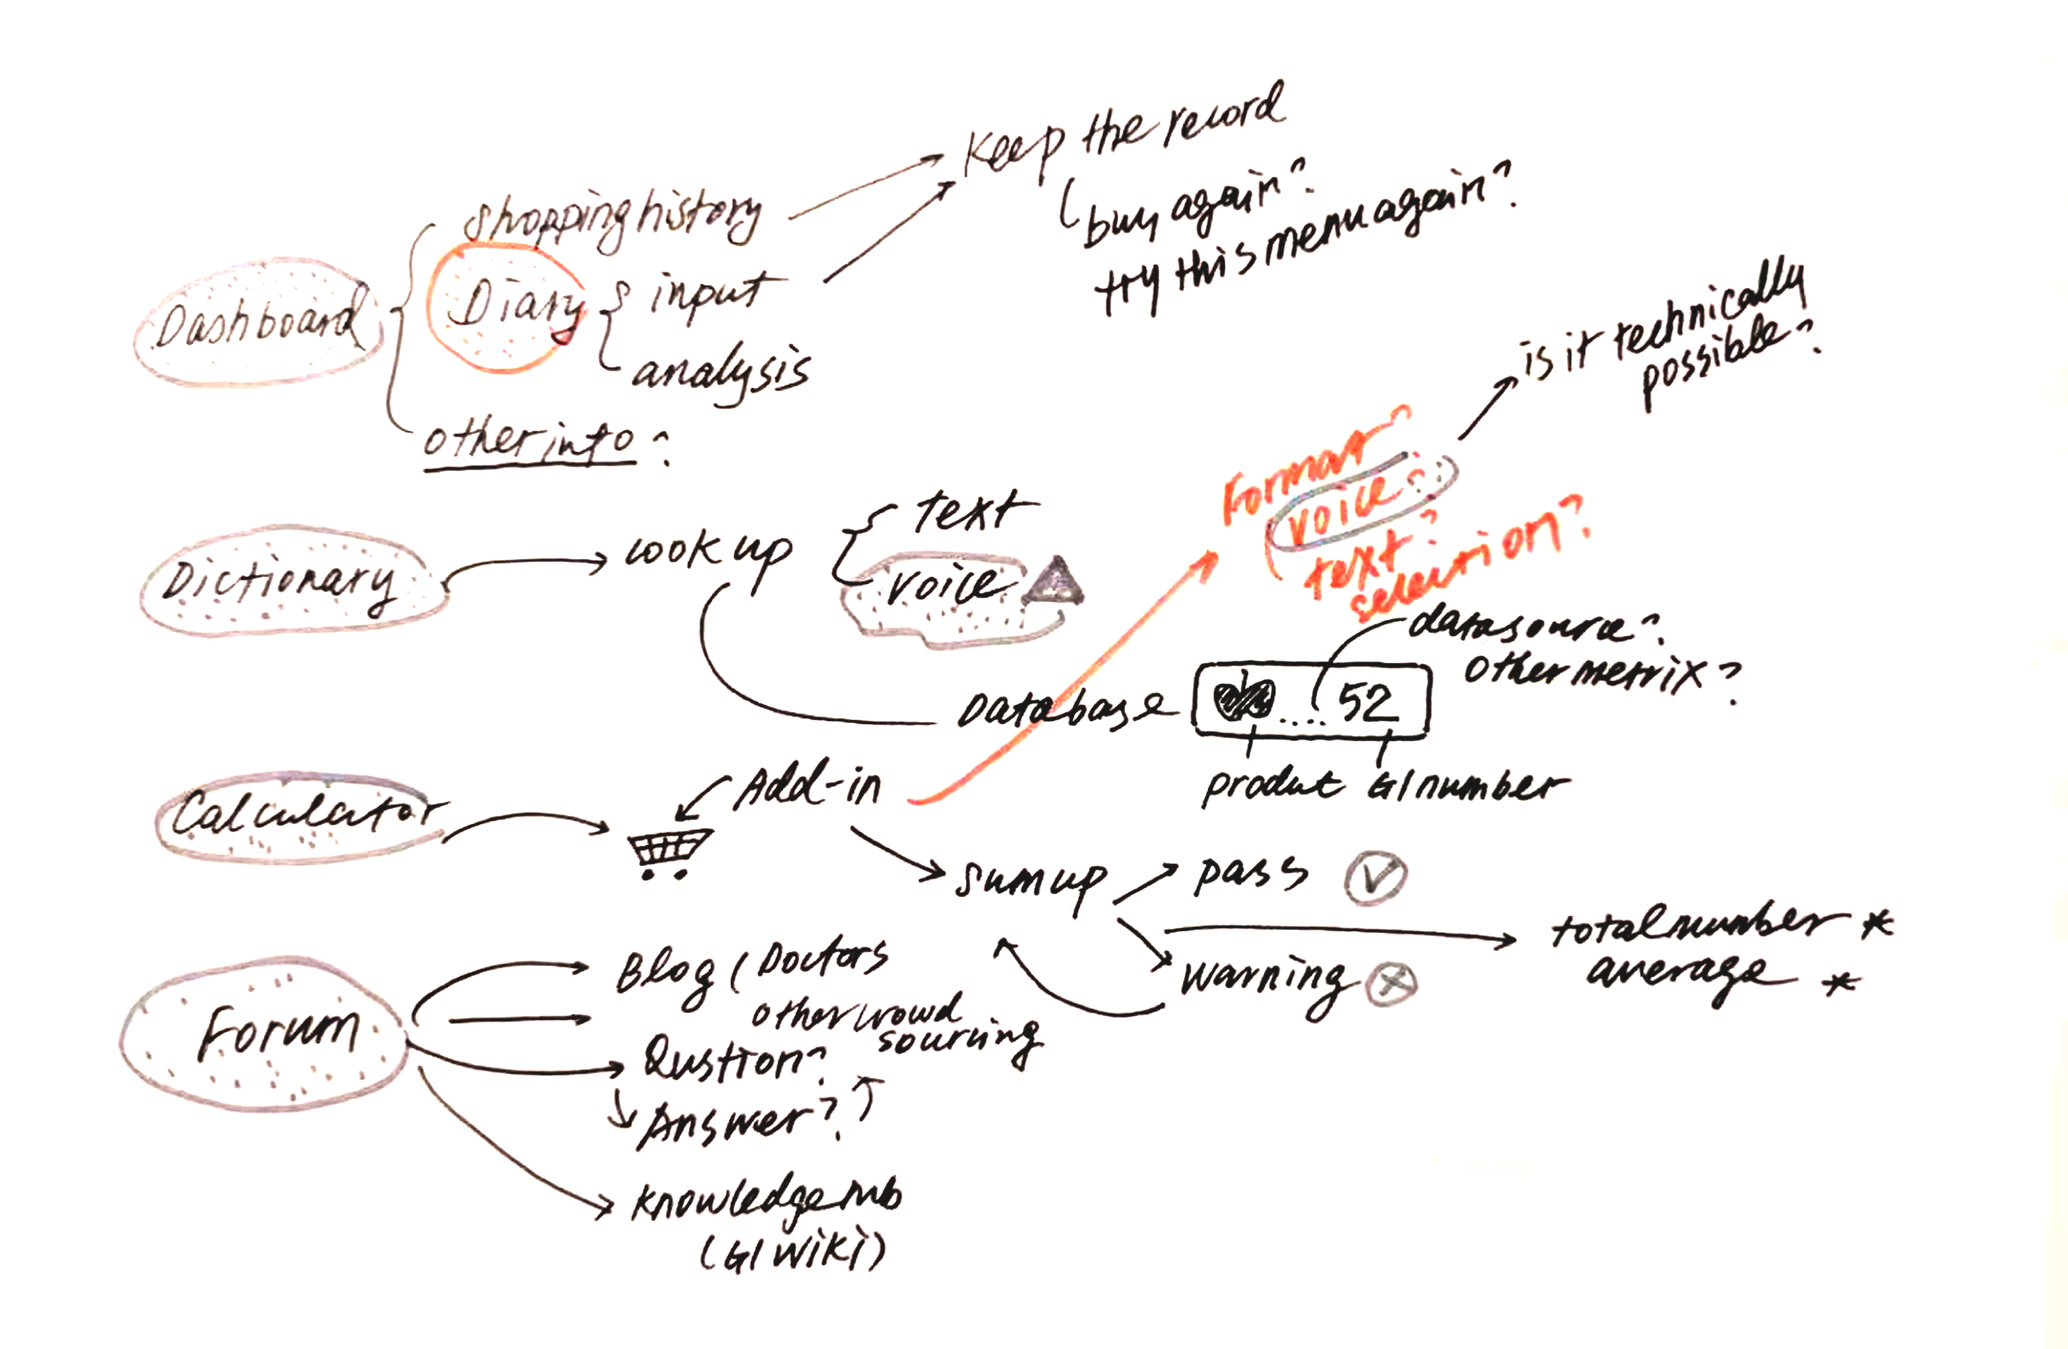 Keep the record
buy again?
try this menu again?
shopping history
Dashboard
Diary
input
analysis
other info?
is it technically
possible?
Format?
voice?
text?
selection?
Dictionary
look up
text
voice
data source?
other metrix?
Database
52
product
GI number
Calculator
Add-in
sum up
pass
warning
total number *
average *
Forum
Blog (Doctors
other crowd
sourcing
Qustion?
Answer?
Knowledge hub
(GI wiki)